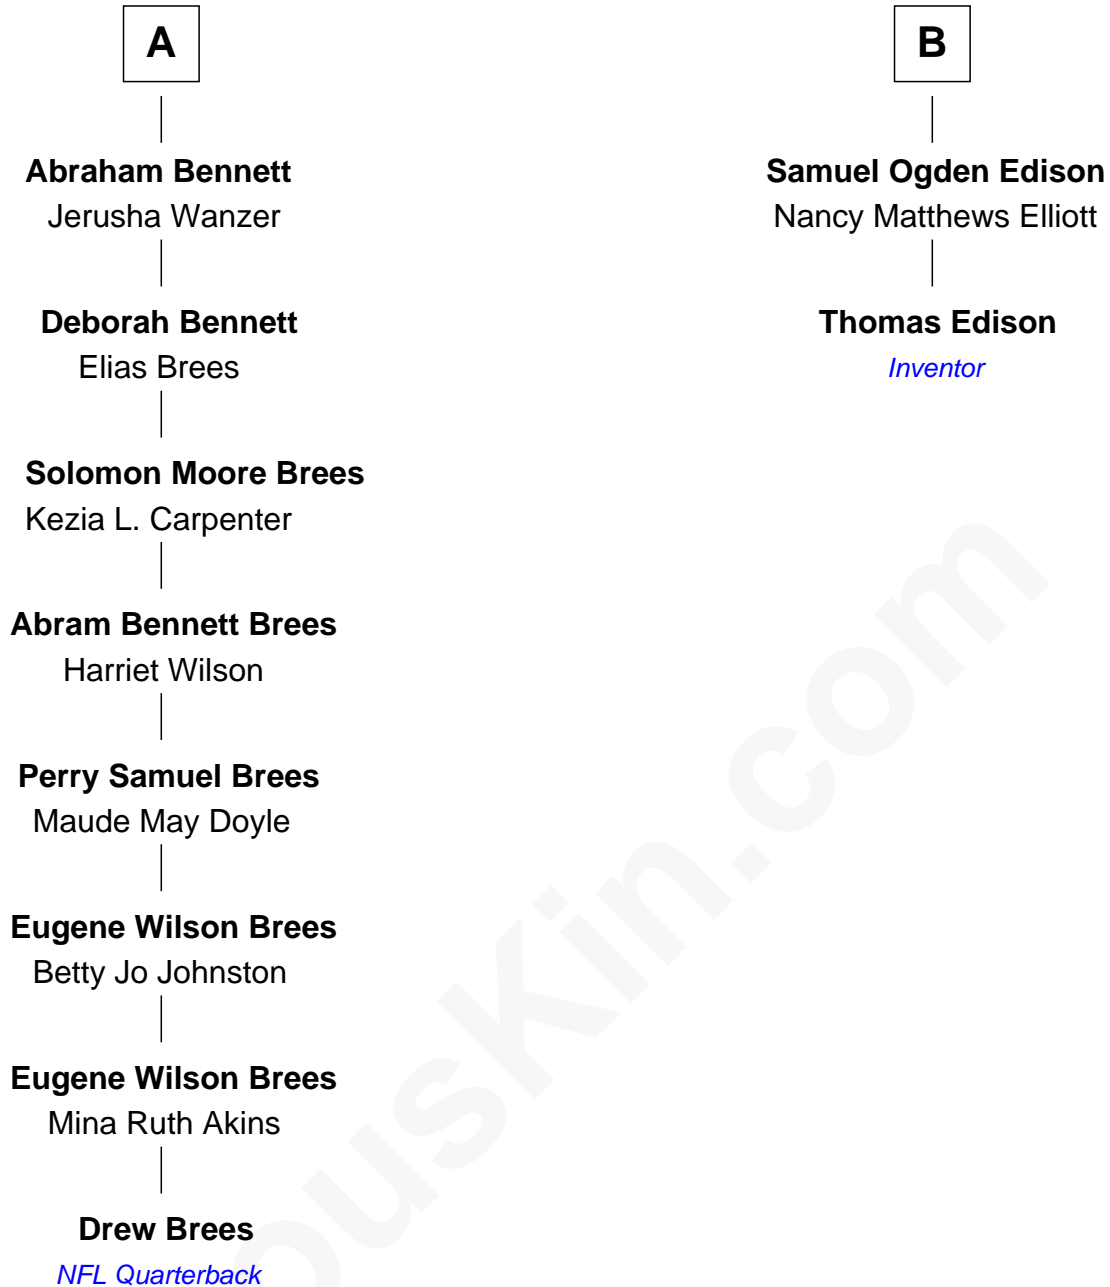 A
Abraham Bennett
Jerusha Wanzer
Deborah Bennett
Elias Brees
Solomon Moore Brees
Kezia L. Carpenter
Abram Bennett Brees
Harriet Wilson
Perry Samuel Brees
Maude May Doyle
Eugene Wilson Brees
Betty Jo Johnston
Eugene Wilson Brees
Mina Ruth Akins
Drew Brees
NFL Quarterback
B
Samuel Ogden Edison
Nancy Matthews Elliott
Thomas Edison
Inventor
ouskin.com